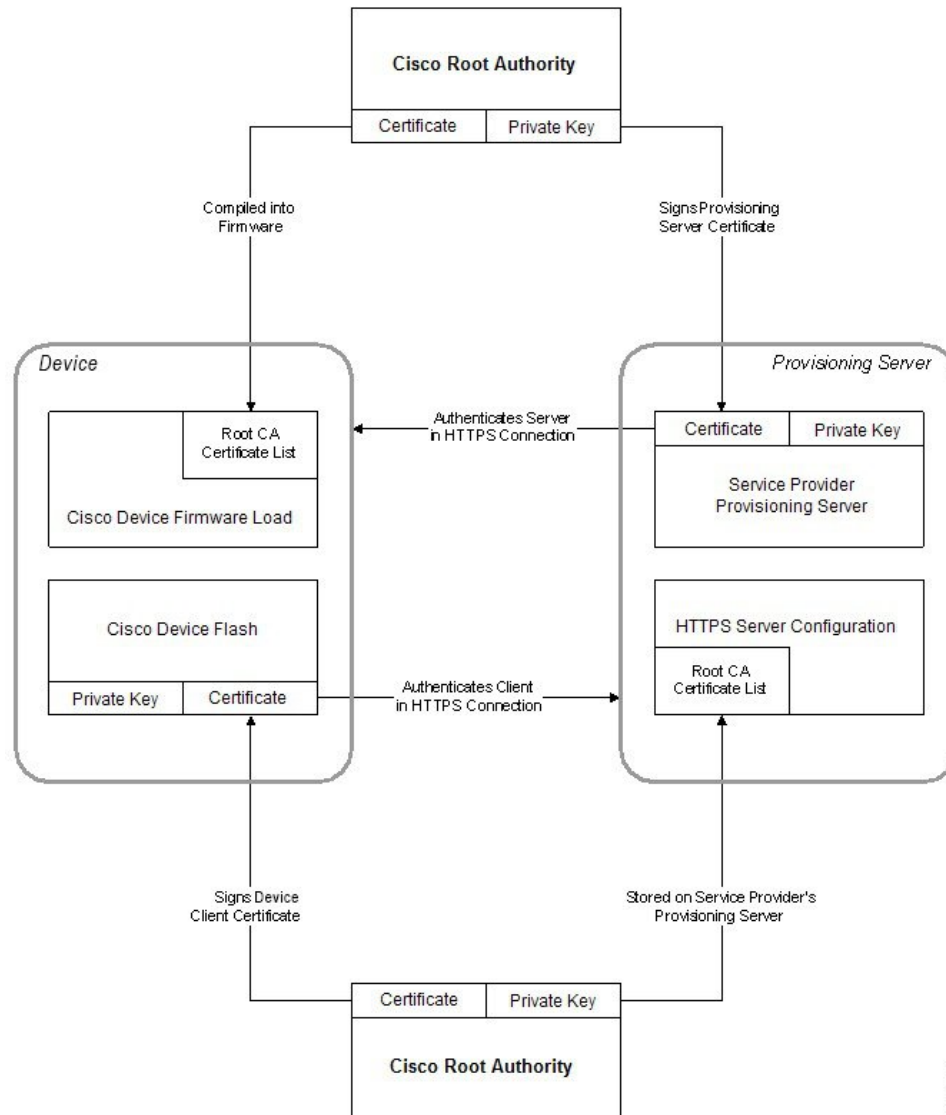 Cisco Root Authority
Certificate
Private Key
Compiled into
Firmware
Signs Provisioning
Server Certificate
Device
Provisioning Server
Root CA
Certificate List
Cisco Device Firmware Load
Authenticates Server
in HTTPS Connection
Certificate
Private Key
Service Provider
Provisioning Server
Cisco Device Flash
Private Key
Certificate
Authenticates Client
in HTTPS Connection
HTTPS Server Configuration
Root CA
Certificate List
Signs Device
Client Certificate
Stored on Service Provider's
Provisioning Server
Certificate
Private Key
Cisco Root Authority